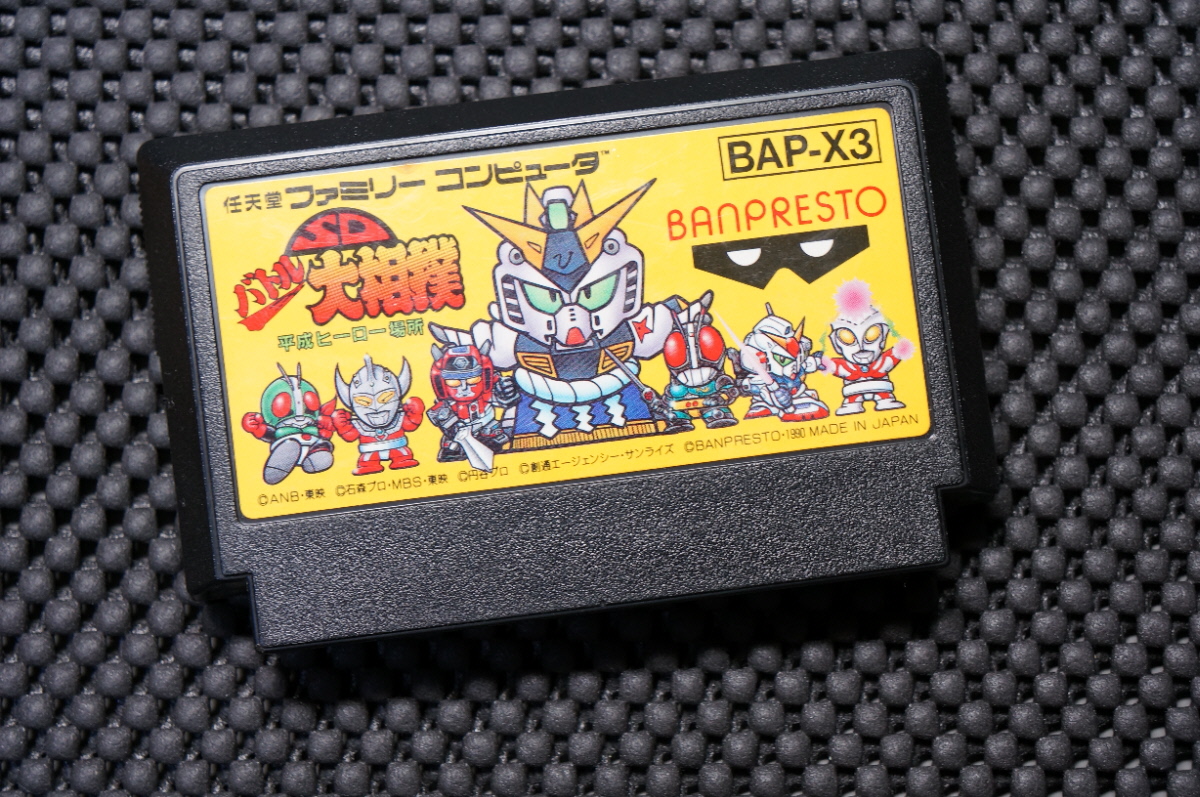 任天堂 ファミリー コンピュータ™
BAP-X3
BANPRESTO
SD
バトル大相撲
平成ヒーロー場所
©ANB・東映 ©石森プロ・MBS・東映 ©円谷プロ ©創通エージェンシー・サンライズ ©BANPRESTO・1990 MADE IN JAPAN